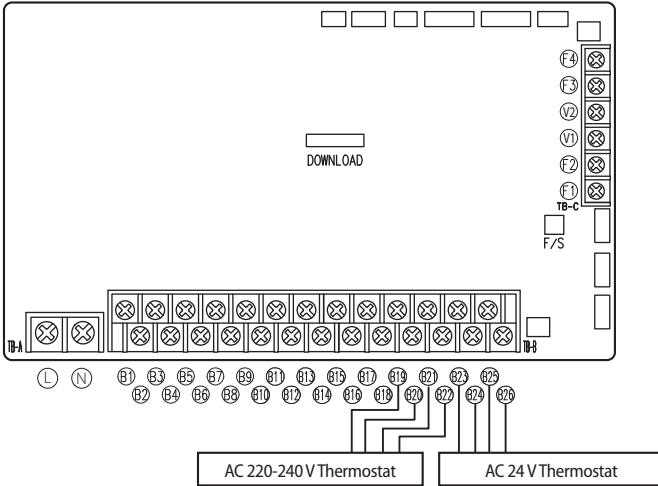 F4
F3
V2
V1
F2
F1
TB-C
DOWNLOAD
F/S
TB-A
TB-B
L N
B1 B3 B5 B7 B9 B11 B13 B15 B17 B19 B21 B23 B25
B2 B4 B6 B8 B10 B12 B14 B16 B18 B20 B22 B24 B26
AC 220-240 V Thermostat AC 24 V Thermostat